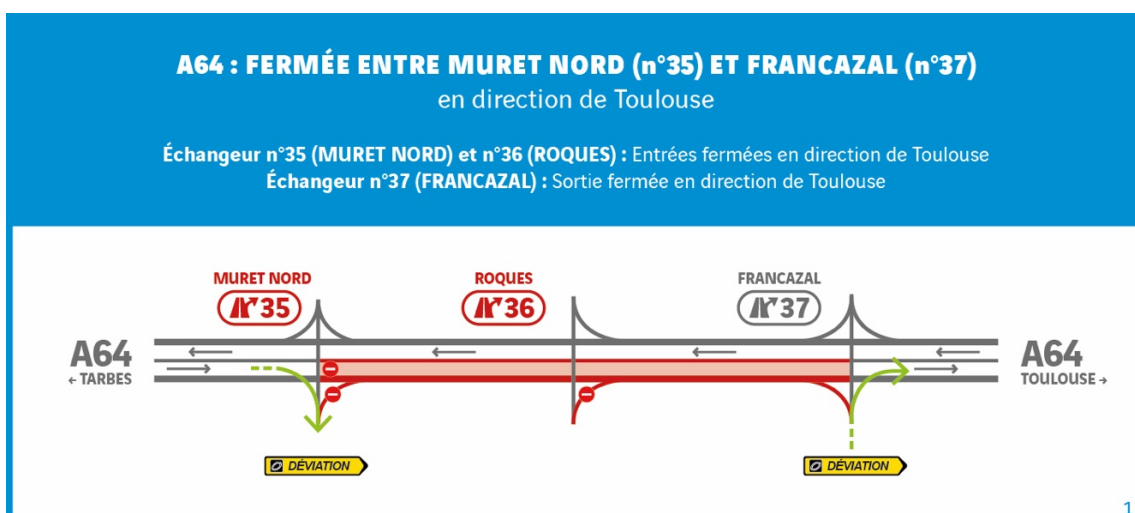 A64 : FERMÉE ENTRE MURET NORD (n°35) ET FRANCAZAL (n°37)
en direction de Toulouse
Échangeur n°35 (MURET NORD) et n°36 (ROQUES) : Entrées fermées en direction de Toulouse
Échangeur n°37 (FRANCAZAL) : Sortie fermée en direction de Toulouse
MURET NORD
35
ROQUES
36
FRANCAZAL
37
A64
← TARBES
A64
TOULOUSE →
DÉVIATION
DÉVIATION
1